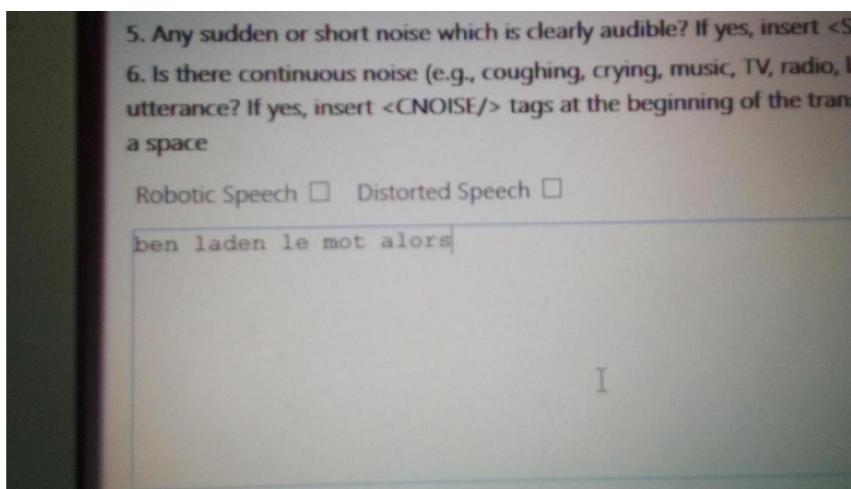 5. Any sudden or short noise which is clearly audible? If yes, insert <S
6. Is there continuous noise (e.g., coughing, crying, music, TV, radio,
utterance? If yes, insert <CNOISE/> tags at the beginning of the tran
a space
Robotic Speech Distorted Speech
ben laden le mot alors